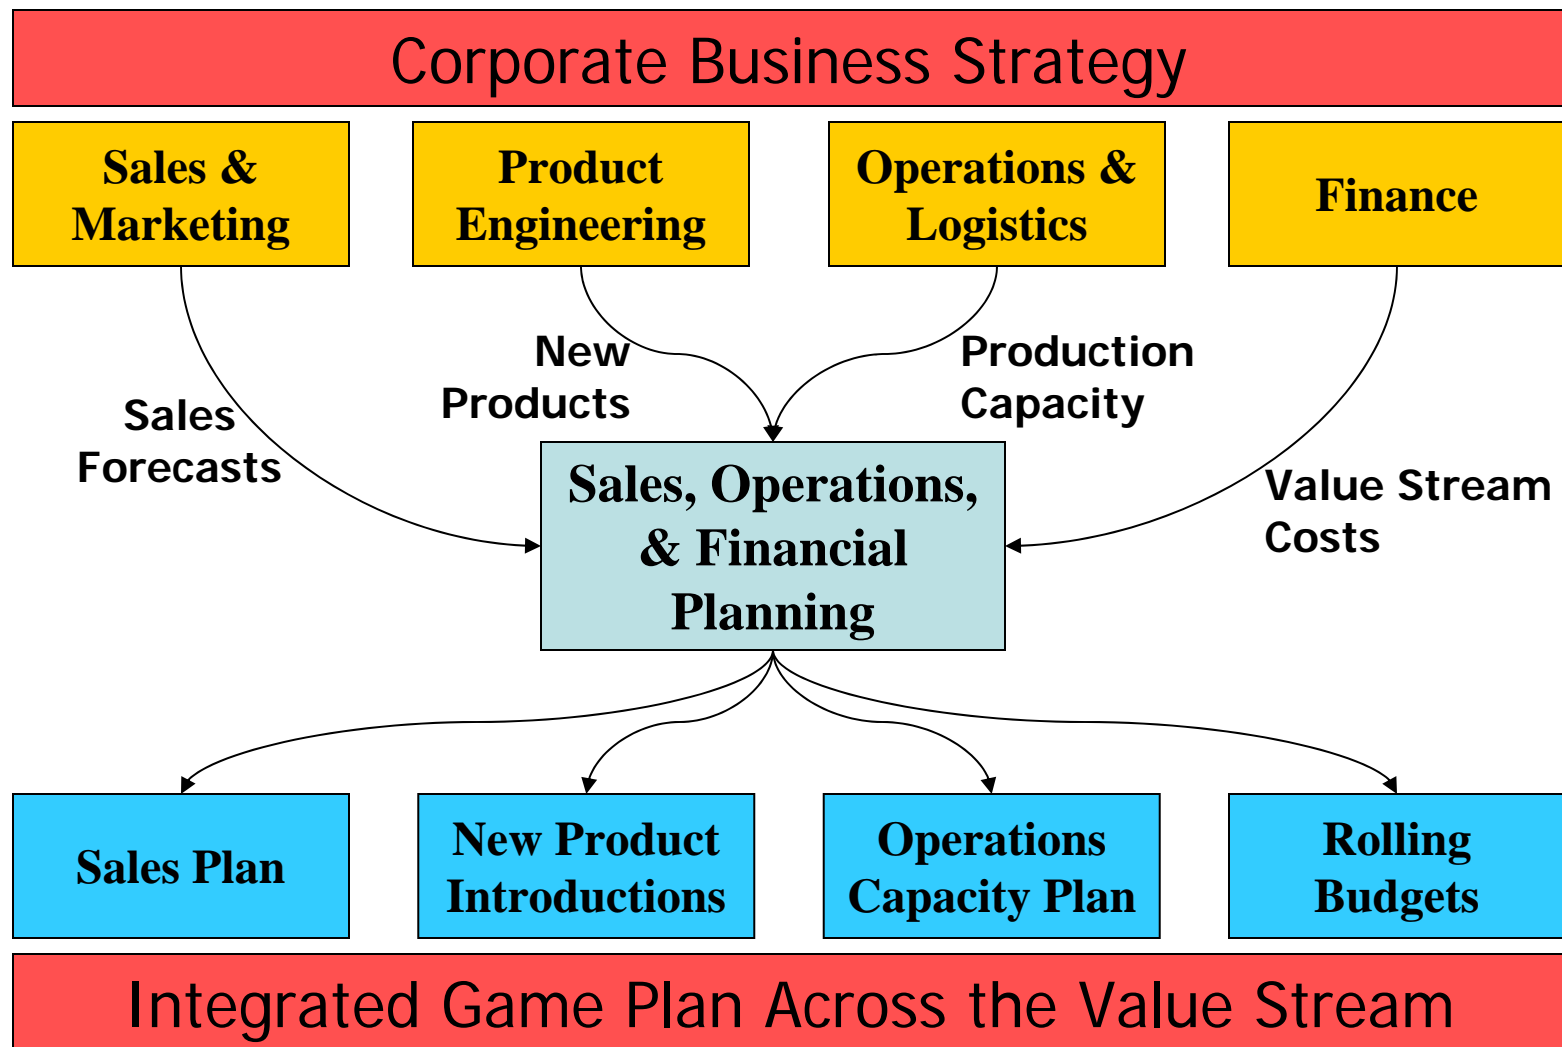 Corporate Business Strategy
Sales &
Marketing
Product
Engineering
Operations &
Logistics
Finance
New
Products
Production
Capacity
Sales
Forecasts
Value Stream
Costs
Sales, Operations,
& Financial
Planning
Sales Plan
New Product
Introductions
Operations
Capacity Plan
Rolling
Budgets
Integrated Game Plan Across the Value Stream